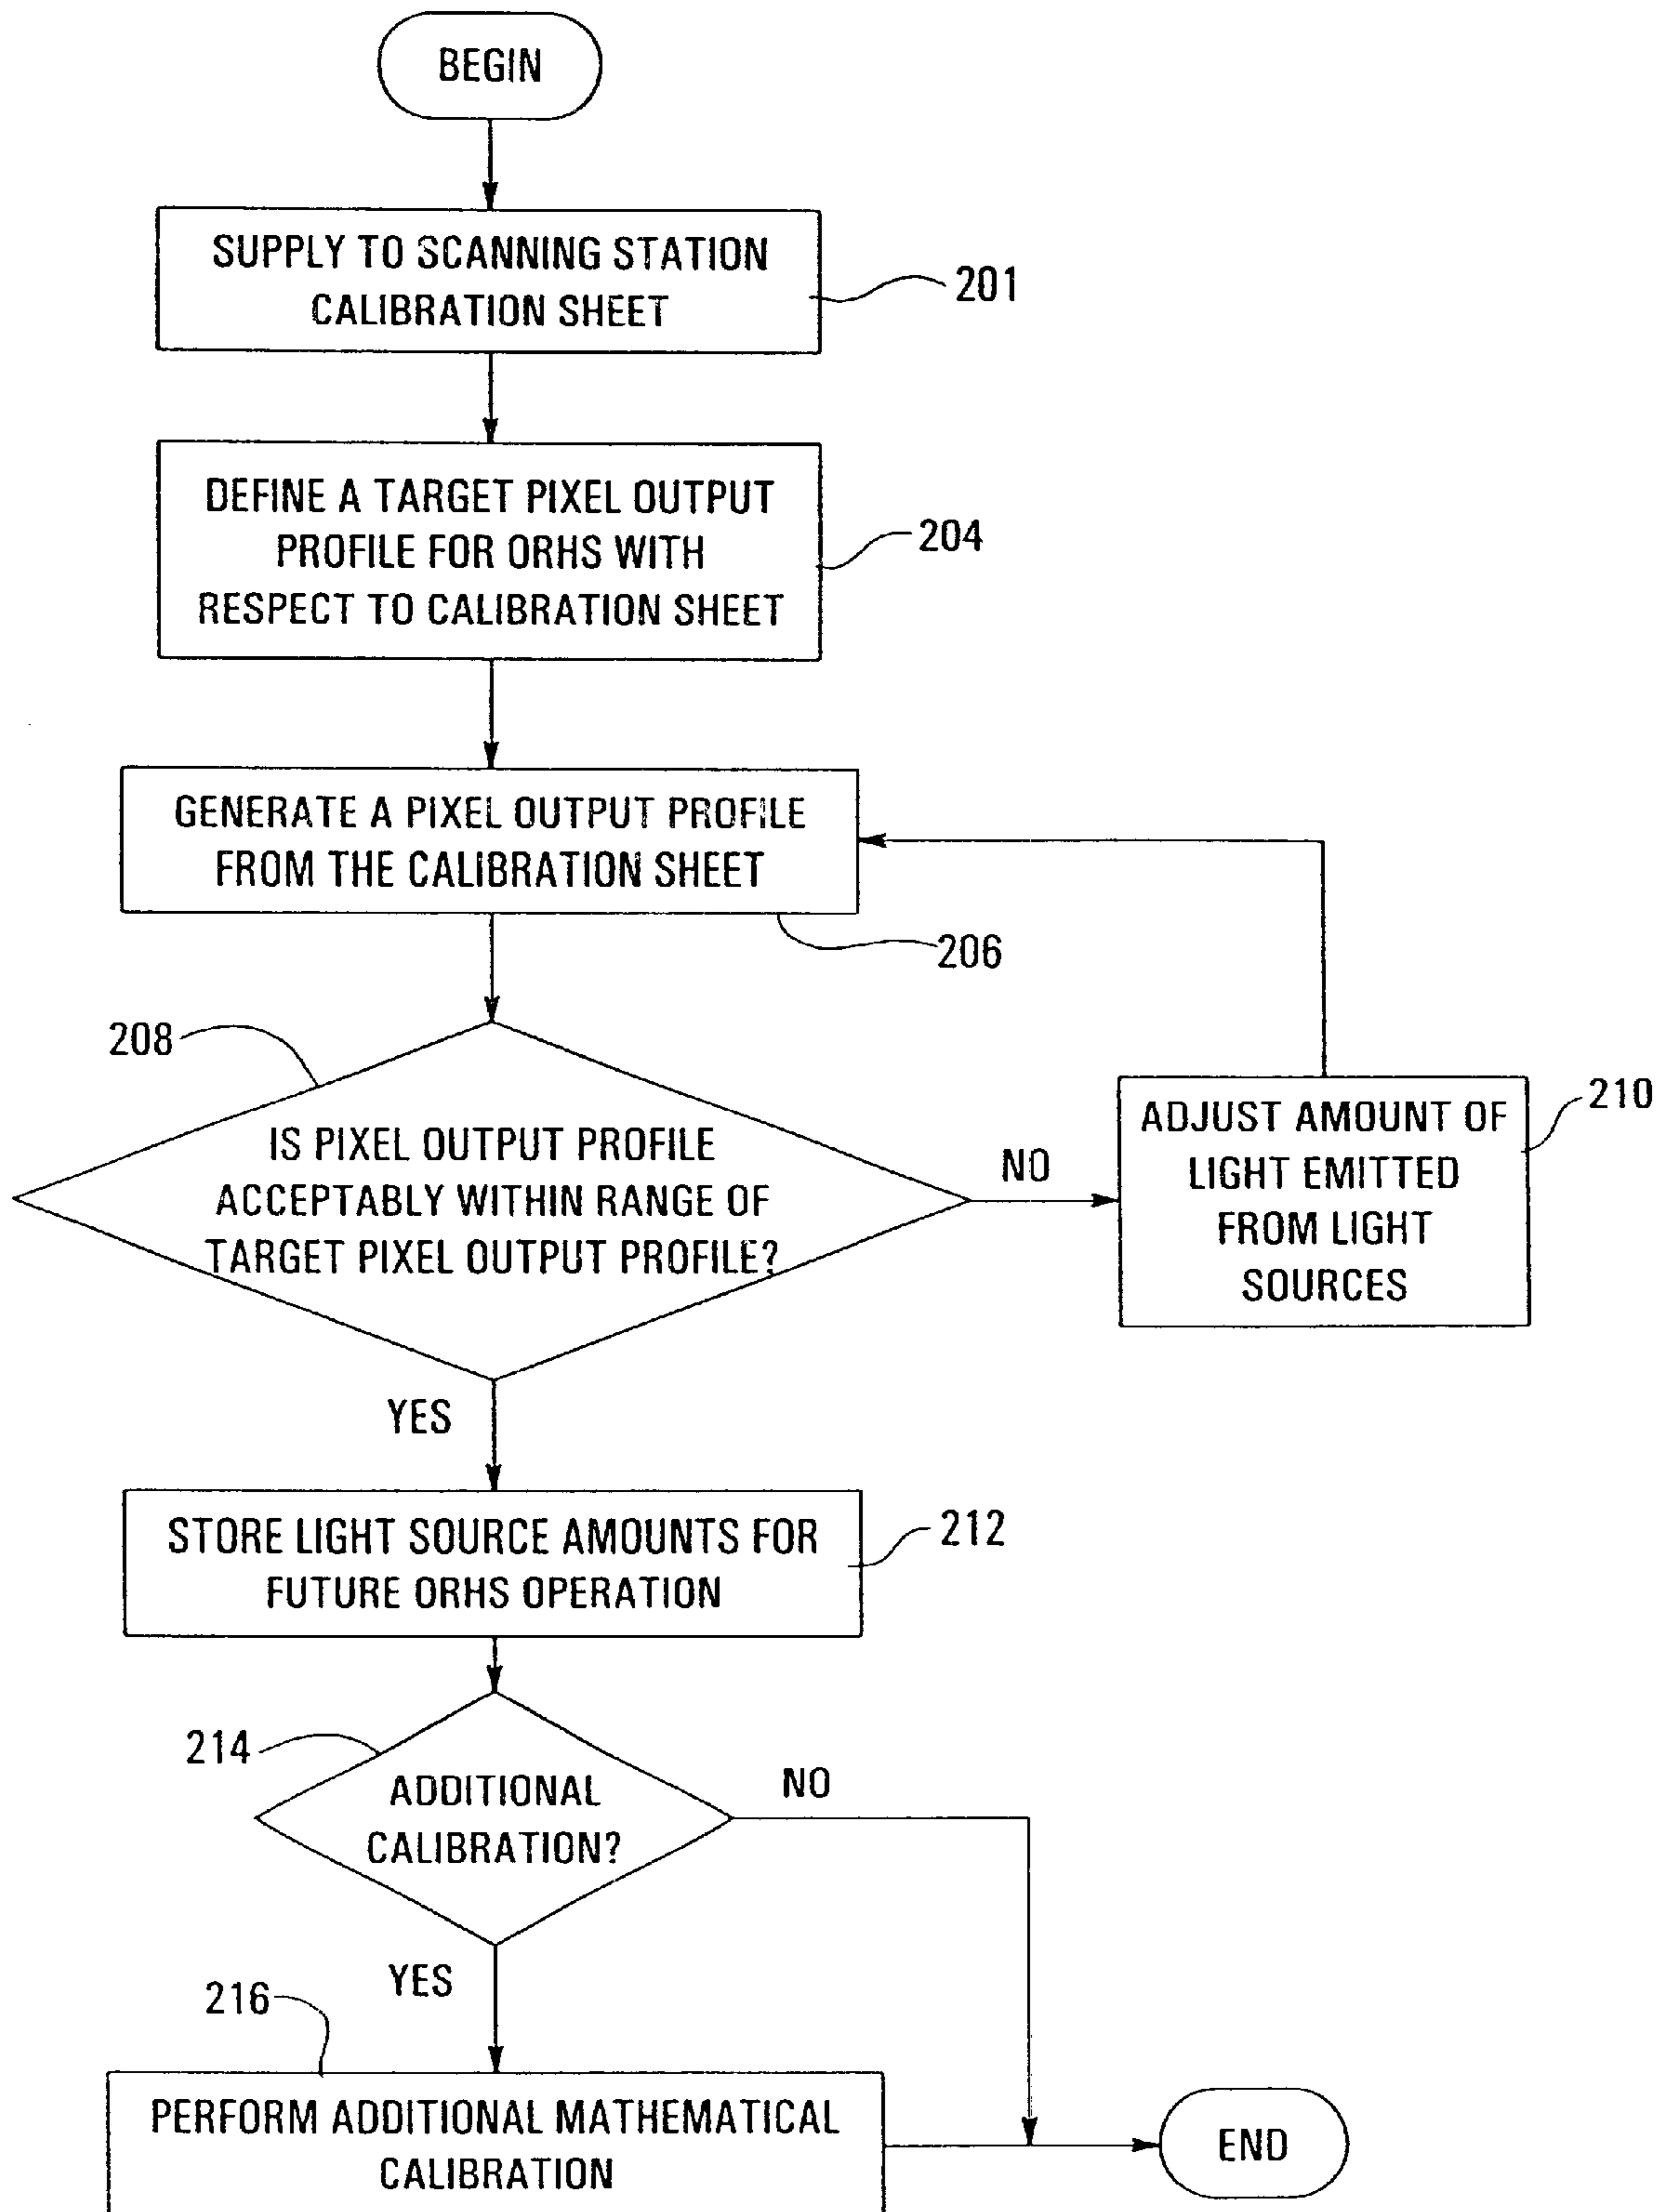 BEGIN
SUPPLY TO SCANNING STATION
CALIBRATION SHEET
201
DEFINE A TARGET PIXEL OUTPUT
PROFILE FOR ORHS WITH
RESPECT TO CALIBRATION SHEET
204
GENERATE A PIXEL OUTPUT PROFILE
FROM THE CALIBRATION SHEET
206
208
IS PIXEL OUTPUT PROFILE
ACCEPTABLY WITHIN RANGE OF
TARGET PIXEL OUTPUT PROFILE?
NO
ADJUST AMOUNT OF
LIGHT EMITTED
FROM LIGHT
SOURCES
210
YES
STORE LIGHT SOURCE AMOUNTS FOR
FUTURE ORHS OPERATION
212
214
ADDITIONAL
CALIBRATION?
NO
YES
216
PERFORM ADDITIONAL MATHEMATICAL
CALIBRATION
END